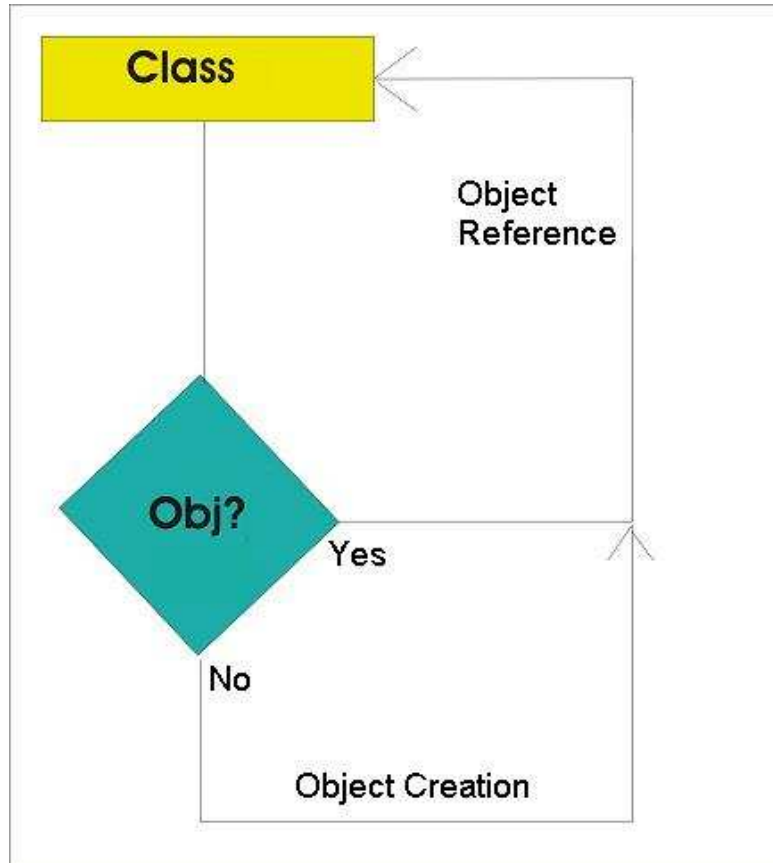 Class
Object
Reference
Obj?
Yes
No
Object Creation